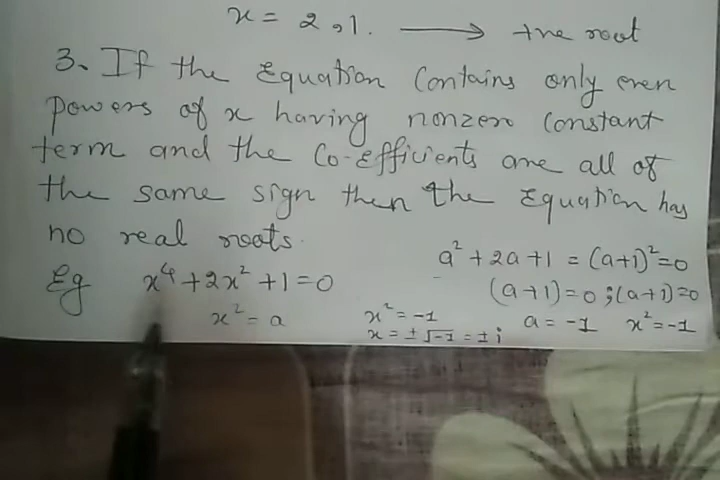 x = 2, 1. → +ve root
3. If the Equation Contains only even
powers of x having nonzero Constant
term and the Co-efficients are all of
the same sign then the Equation has
no real roots.
Eg x⁴ + 2x² + 1 = 0
a² + 2a + 1 = (a+1)² = 0
(a+1) = 0 ; (a+1) = 0
x² = a
x² = -1
x = ± √-1 = ± i
a = -1 x² = -1